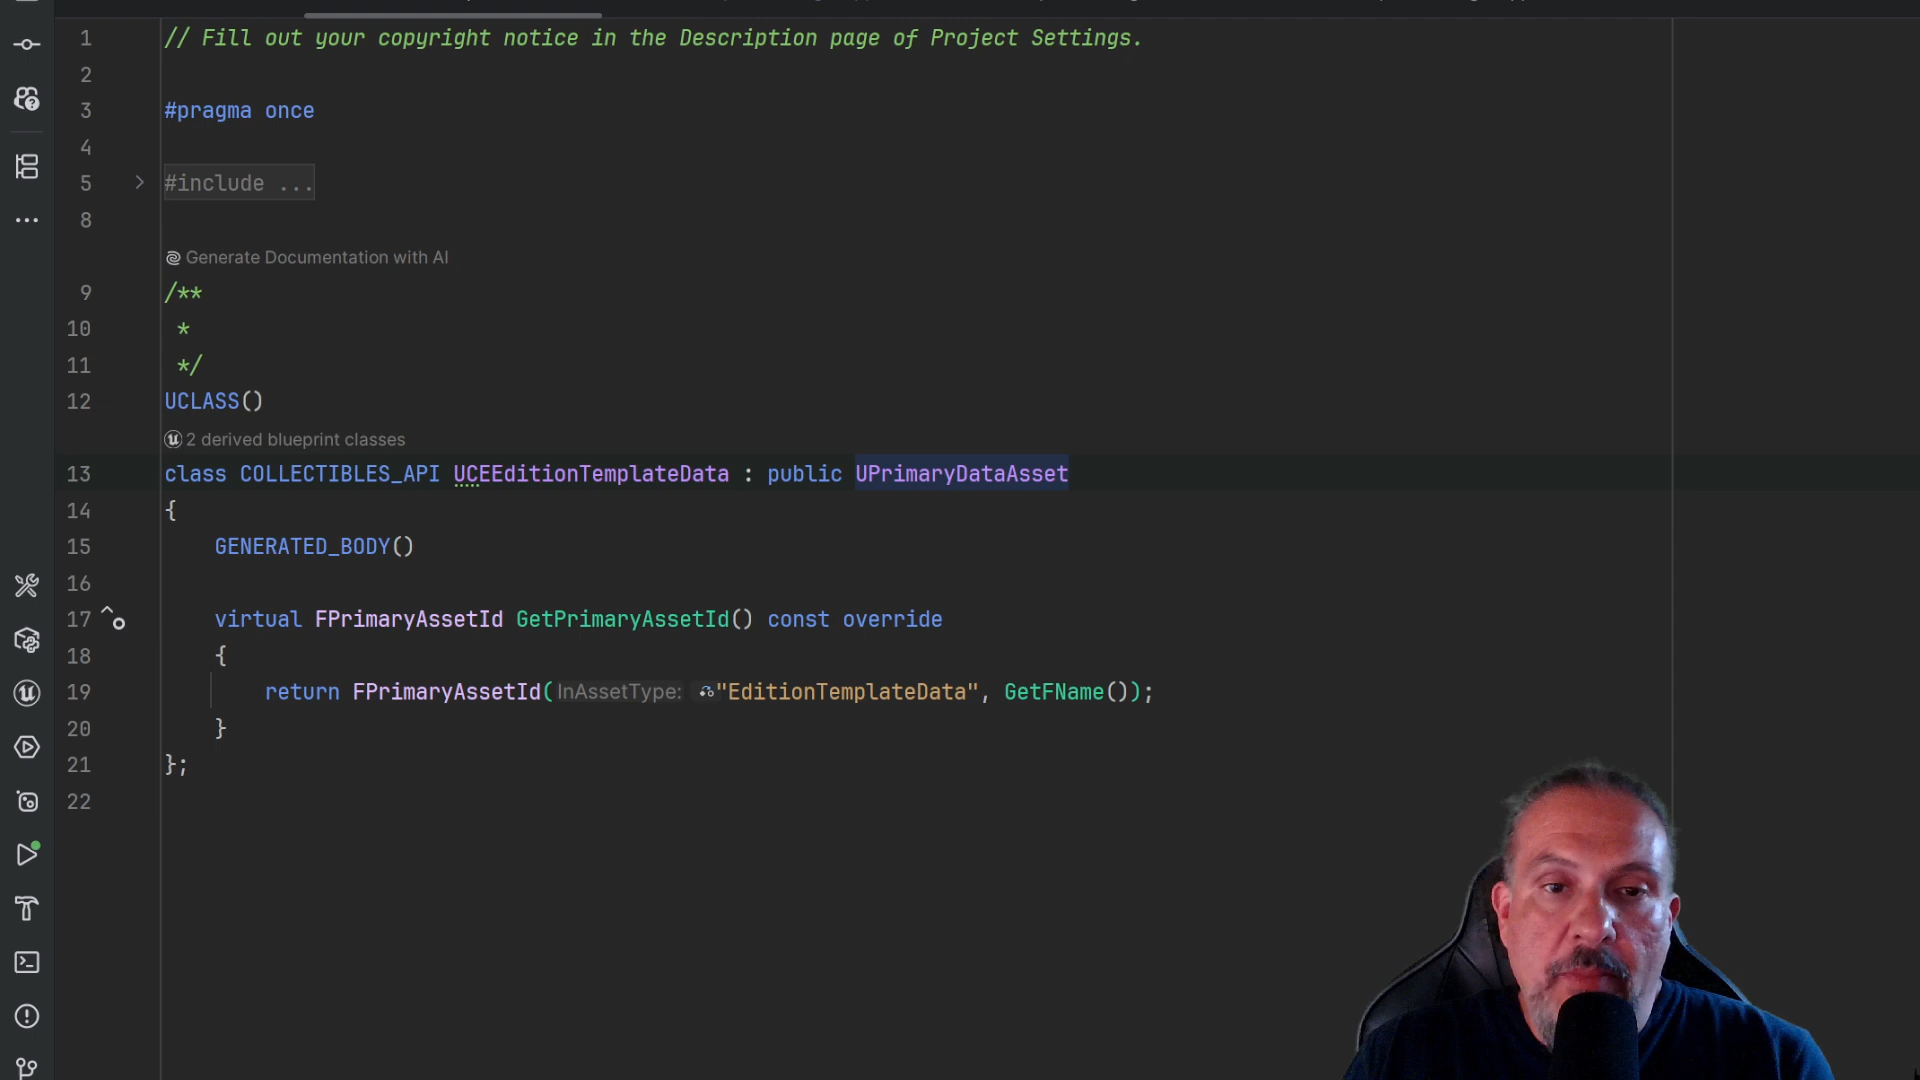 1 // Fill out your copyright notice in the Description page of Project Settings.
2
3 #pragma once
4
5 #include ...
8
Generate Documentation with AI
9 /**
10 *
11 */
12 UCLASS()
2 derived blueprint classes
13 class COLLECTIBLES_API UCEEditionTemplateData : public UPrimaryDataAsset
14 {
15 GENERATED_BODY()
16
17 virtual FPrimaryAssetId GetPrimaryAssetId() const override
18 {
19 return FPrimaryAssetId(InAssetType: "EditionTemplateData", GetFName());
20 }
21 };
22